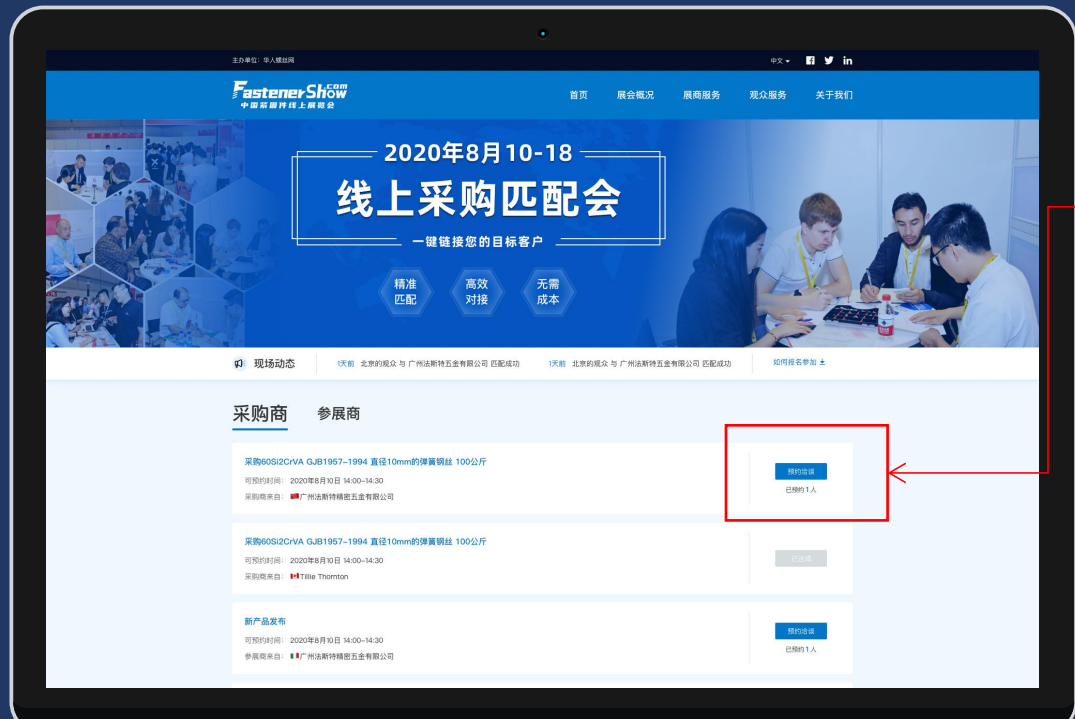 主办单位：华人螺丝网
中文
FastenerShow.com
中国紧固件线上展览会
首页 展会概况 展商服务 观众服务 关于我们
2020年8月10-18
线上采购匹配会
一键链接您的目标客户
精准匹配
高效对接
无需成本
现场动态 1天前 北京的观众 与 广州法斯特五金有限公司 匹配成功 1天前 北京的观众 与 广州法斯特五金有限公司 匹配成功 如何报名参加
采购商 参展商
采购60Si2CrVA GJB1957-1994 直径10mm的弹簧钢丝 100公斤
可预约时间： 2020年8月10日 14:00-14:30
采购商来自： 广州法斯特精密五金有限公司
预约洽谈
已预约 1 人
采购60Si2CrVA GJB1957-1994 直径10mm的弹簧钢丝 100公斤
可预约时间： 2020年8月10日 14:00-14:30
采购商来自： Tillie Thornton
新产品发布
可预约时间： 2020年8月10日 14:00-14:30
参展商来自： 广州法斯特精密五金有限公司
预约洽谈
已预约 1 人